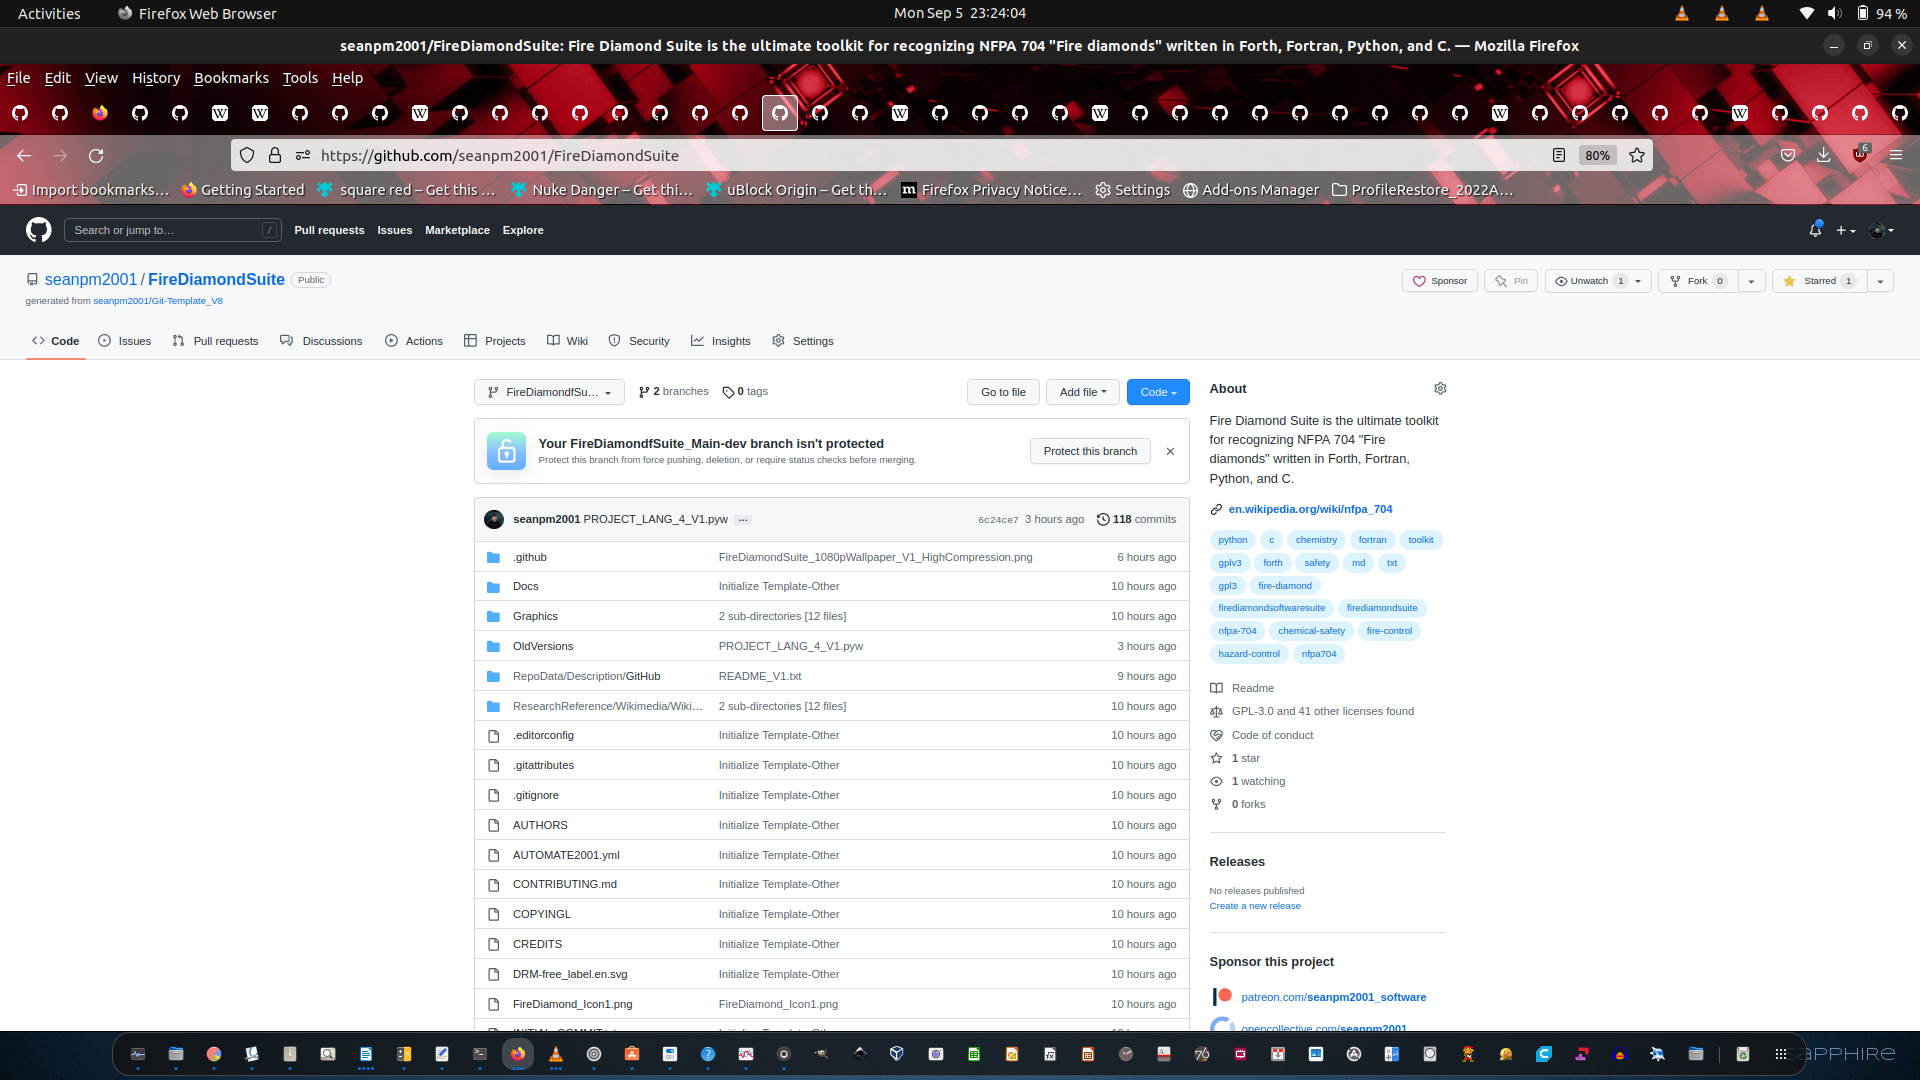 Activities Firefox Web Browser Mon Sep 5 23:24:04 94 %
seanpm2001/FireDiamondSuite: Fire Diamond Suite is the ultimate toolkit for recognizing NFPA 704 "Fire diamonds" written in Forth, Fortran, Python, and C. — Mozilla Firefox
File Edit View History Bookmarks Tools Help
https://github.com/seanpm2001/FireDiamondSuite 80% 6
Import bookmarks… Getting Started square red – Get this … Nuke Danger – Get thi… uBlock Origin – Get th… Firefox Privacy Notice… Settings Add-ons Manager ProfileRestore_2022A…
Search or jump to… / Pull requests Issues Marketplace Explore
seanpm2001 / FireDiamondSuite Public Sponsor Pin Unwatch 1 Fork 0 Starred 1
generated from seanpm2001/Git-Template_V8
Code Issues Pull requests Discussions Actions Projects Wiki Security Insights Settings
FireDiamondfSu… 2 branches 0 tags Go to file Add file Code
Your FireDiamondfSuite_Main-dev branch isn't protected
Protect this branch from force pushing, deletion, or require status checks before merging.
Protect this branch
seanpm2001 PROJECT_LANG_4_V1.pyw … 6c24ce7 3 hours ago 118 commits
.github FireDiamondSuite_1080pWallpaper_V1_HighCompression.png 6 hours ago
Docs Initialize Template-Other 10 hours ago
Graphics 2 sub-directories [12 files] 10 hours ago
OldVersions PROJECT_LANG_4_V1.pyw 3 hours ago
RepoData/Description/GitHub README_V1.txt 9 hours ago
ResearchReference/Wikimedia/Wiki… 2 sub-directories [12 files] 10 hours ago
.editorconfig Initialize Template-Other 10 hours ago
.gitattributes Initialize Template-Other 10 hours ago
.gitignore Initialize Template-Other 10 hours ago
AUTHORS Initialize Template-Other 10 hours ago
AUTOMATE2001.yml Initialize Template-Other 10 hours ago
CONTRIBUTING.md Initialize Template-Other 10 hours ago
COPYINGL Initialize Template-Other 10 hours ago
CREDITS Initialize Template-Other 10 hours ago
DRM-free_label.en.svg Initialize Template-Other 10 hours ago
FireDiamond_Icon1.png FireDiamond_Icon1.png 10 hours ago
About
Fire Diamond Suite is the ultimate toolkit
for recognizing NFPA 704 "Fire
diamonds" written in Forth, Fortran,
Python, and C.
en.wikipedia.org/wiki/nfpa_704
python c chemistry fortran toolkit
gplv3 forth safety md txt
gpl3 fire-diamond
firediamondsoftwaresuite firediamondsuite
nfpa-704 chemical-safety fire-control
hazard-control nfpa704
Readme
GPL-3.0 and 41 other licenses found
Code of conduct
1 star
1 watching
0 forks
Releases
No releases published
Create a new release
Sponsor this project
patreon.com/seanpm2001_software
opencollective.com/seanpm2001
SAPPHIRE